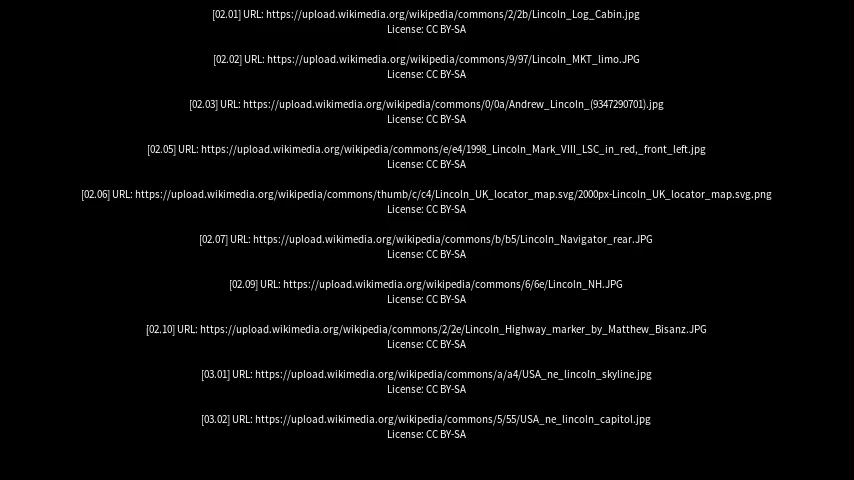 [02.01] URL: https://upload.wikimedia.org/wikipedia/commons/2/2b/Lincoln_Log_Cabin.jpg
License: CC BY-SA
[02.02] URL: https://upload.wikimedia.org/wikipedia/commons/9/97/Lincoln_MKT_limo.JPG
License: CC BY-SA
[02.03] URL: https://upload.wikimedia.org/wikipedia/commons/0/0a/Andrew_Lincoln_(9347290701).jpg
License: CC BY-SA
[02.05] URL: https://upload.wikimedia.org/wikipedia/commons/e/e4/1998_Lincoln_Mark_VIII_LSC_in_red,_front_left.jpg
License: CC BY-SA
[02.06] URL: https://upload.wikimedia.org/wikipedia/commons/thumb/c/c4/Lincoln_UK_locator_map.svg/2000px-Lincoln_UK_locator_map.svg.png
License: CC BY-SA
[02.07] URL: https://upload.wikimedia.org/wikipedia/commons/b/b5/Lincoln_Navigator_rear.JPG
License: CC BY-SA
[02.09] URL: https://upload.wikimedia.org/wikipedia/commons/6/6e/Lincoln_NH.JPG
License: CC BY-SA
[02.10] URL: https://upload.wikimedia.org/wikipedia/commons/2/2e/Lincoln_Highway_marker_by_Matthew_Bisanz.JPG
License: CC BY-SA
[03.01] URL: https://upload.wikimedia.org/wikipedia/commons/a/a4/USA_ne_lincoln_skyline.jpg
License: CC BY-SA
[03.02] URL: https://upload.wikimedia.org/wikipedia/commons/5/55/USA_ne_lincoln_capitol.jpg
License: CC BY-SA